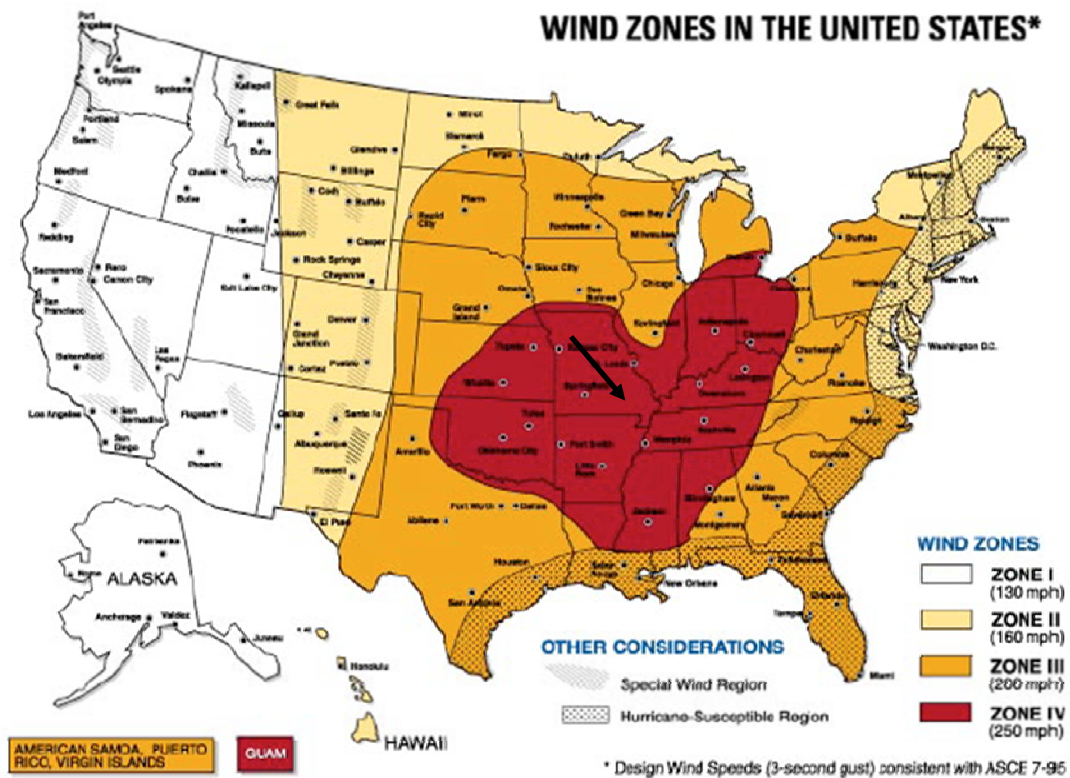 WIND ZONES IN THE UNITED STATES*
Port
Angeles
Seattle
Olympia
Spokane
Kalispell
Great Falls
Minot
Portland
Missoula
Bismarck
Salem
Butte
Glendive
Fargo
Duluth
Billings
Medford
Challis
Cody
Buffalo
Boise
Pierre
Minneapolis
Green Bay
Montpelier
Rapid
City
Rochester
Albany
Boston
Redding
Pocatello
Jackson
Casper
Milwaukee
Buffalo
Sacramento
Reno
Carson City
Rock Springs
Cheyenne
Sioux City
Des
Moines
Chicago
New York
San
Francisco
Salt Lake City
Omaha
Grand
Island
Springfield
Indianapolis
Cincinnati
Denver
Grand
Junction
Washington D.C.
Bakersfield
Las
Vegas
Pueblo
Topeka
Kansas City
Charleston
Cortez
Wichita
Springfield
Lexington
Roanoke
Los Angeles
San
Bernadino
Flagstaff
Gallup
Santa Fe
Tulsa
Nashville
Raleigh
San
Diego
Albuquerque
Amarillo
Oklahoma City
Fort Smith
Memphis
Phoenix
Roswell
Little
Rock
Columbia
Atlanta
Macon
Birmingham
El Paso
Abilene
Fort Worth
Dallas
Jackson
Montgomery
Houston
New Orleans
San Antonio
Orlando
Tampa
Miami
Fairbanks
Nome
ALASKA
Anchorage
Valdez
Juneau
Honolulu
HAWAII
WIND ZONES
ZONE I
(130 mph)
ZONE II
(160 mph)
ZONE III
(200 mph)
ZONE IV
(250 mph)
OTHER CONSIDERATIONS
Special Wind Region
Hurricane-Susceptible Region
AMERICAN SAMOA, PUERTO
RICO, VIRGIN ISLANDS
GUAM
* Design Wind Speeds (3-second gust) consistent with ASCE 7-95